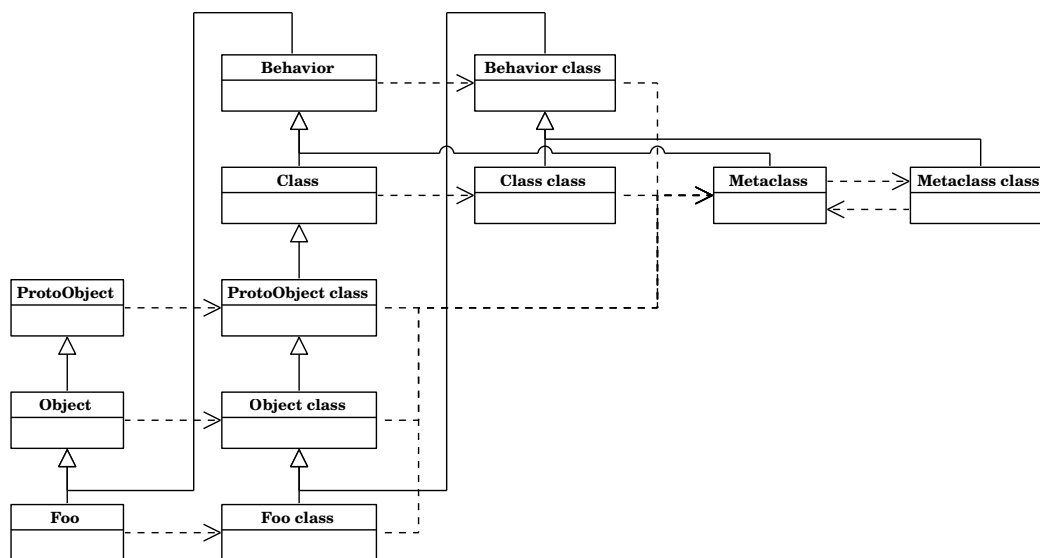 Behavior
Behavior class
Class
Class class
Metaclass
Metaclass class
ProtoObject
ProtoObject class
Object
Object class
Foo
Foo class